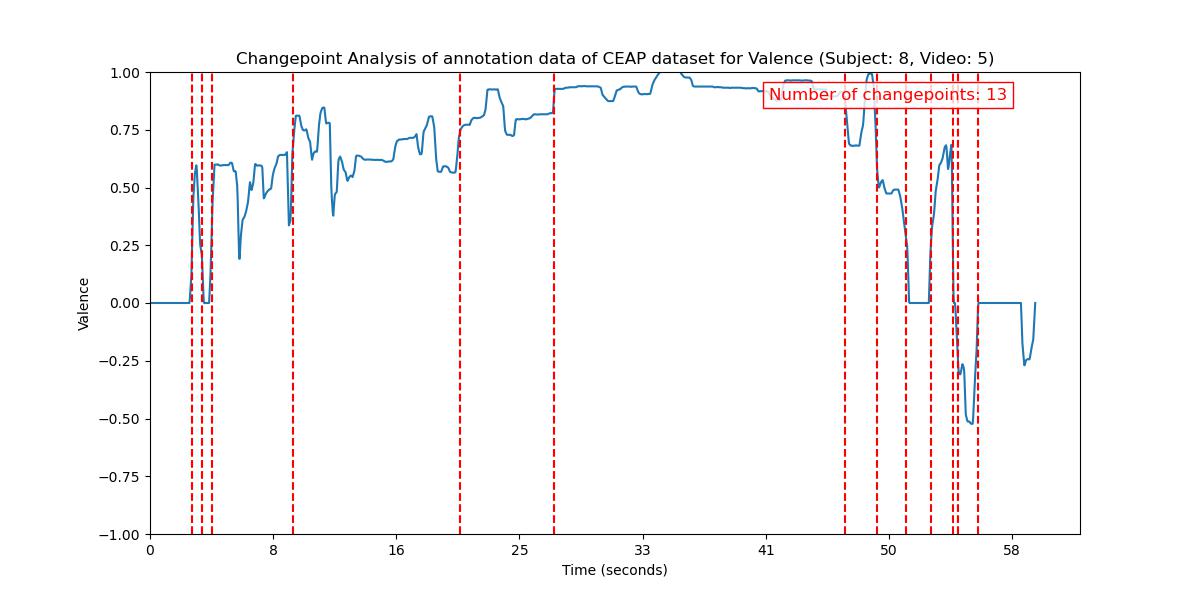 Changepoint Analysis of annotation data of CEAP dataset for Valence (Subject: 8, Video: 5)
1.00
Number of changepoints: 13
0.75
0.50
0.25
0.00
−0.25
−0.50
−0.75
−1.00
Valence
0 8 16 25 33 41 50 58
Time (seconds)